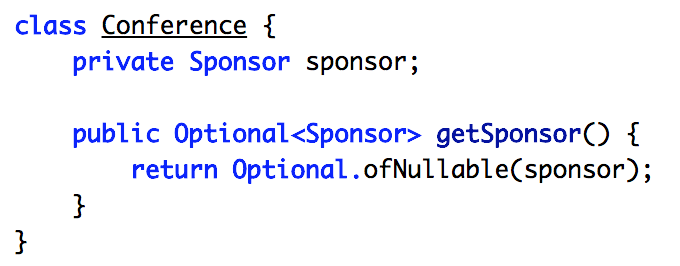 class Conference {
    private Sponsor sponsor;

    public Optional<Sponsor> getSponsor() {
        return Optional.ofNullable(sponsor);
    }
}